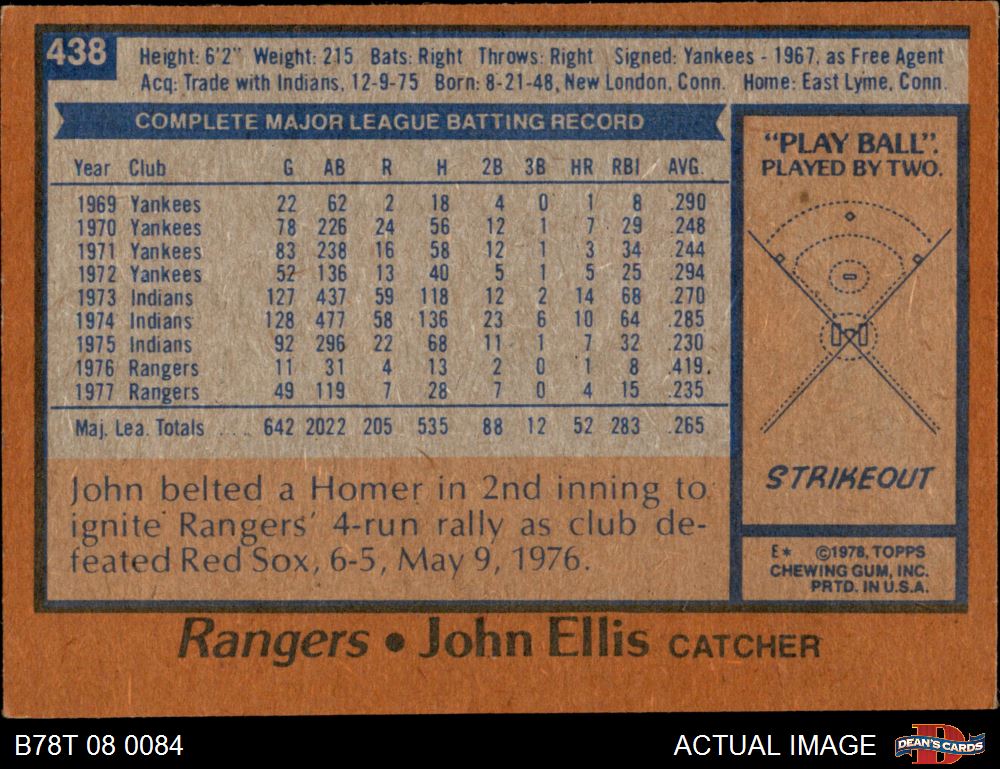 438
Height: 6'2" Weight: 215 Bats: Right Throws: Right Signed: Yankees - 1967, as Free Agent
Acq: Trade with Indians, 12-9-75 Born: 8-21-48, New London, Conn. Home: East Lyme, Conn.
COMPLETE MAJOR LEAGUE BATTING RECORD
Year Club G AB R H 2B 3B HR RBI AVG.
1969 Yankees 22 62 2 18 4 0 1 8 .290
1970 Yankees 78 226 24 56 12 1 7 29 .248
1971 Yankees 83 238 16 58 12 1 3 34 .244
1972 Yankees 52 136 13 40 5 1 5 25 .294
1973 Indians 127 437 59 118 12 2 14 68 .270
1974 Indians 128 477 58 136 23 6 10 64 .285
1975 Indians 92 296 22 68 11 1 7 32 .230
1976 Rangers 11 31 4 13 2 0 1 8 .419.
1977 Rangers 49 119 7 28 7 0 4 15 .235
Maj. Lea. Totals .... 642 2022 205 535 88 12 52 283 .265
John belted a Homer in 2nd inning to
ignite Rangers' 4-run rally as club de-
feated Red Sox, 6-5, May 9, 1976.
"PLAY BALL".
PLAYED BY TWO.
STRIKEOUT
E* ©1978, TOPPS
CHEWING GUM, INC.
PRTD. IN U.S.A.
Rangers • John Ellis CATCHER
B78T 08 0084
ACTUAL IMAGE
D
DEAN'S CARDS